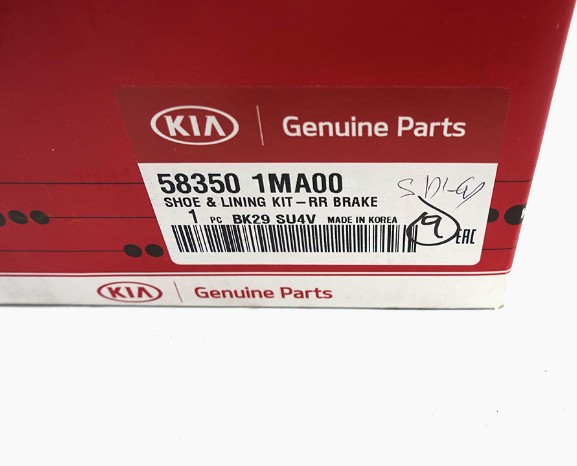 KIA Genuine Parts
58350 1MA00
SHOE & LINING KIT-RR BRAKE
1 PC BK29 SU4V MADE IN KOREA
9
EAC
KIA Genuine Parts